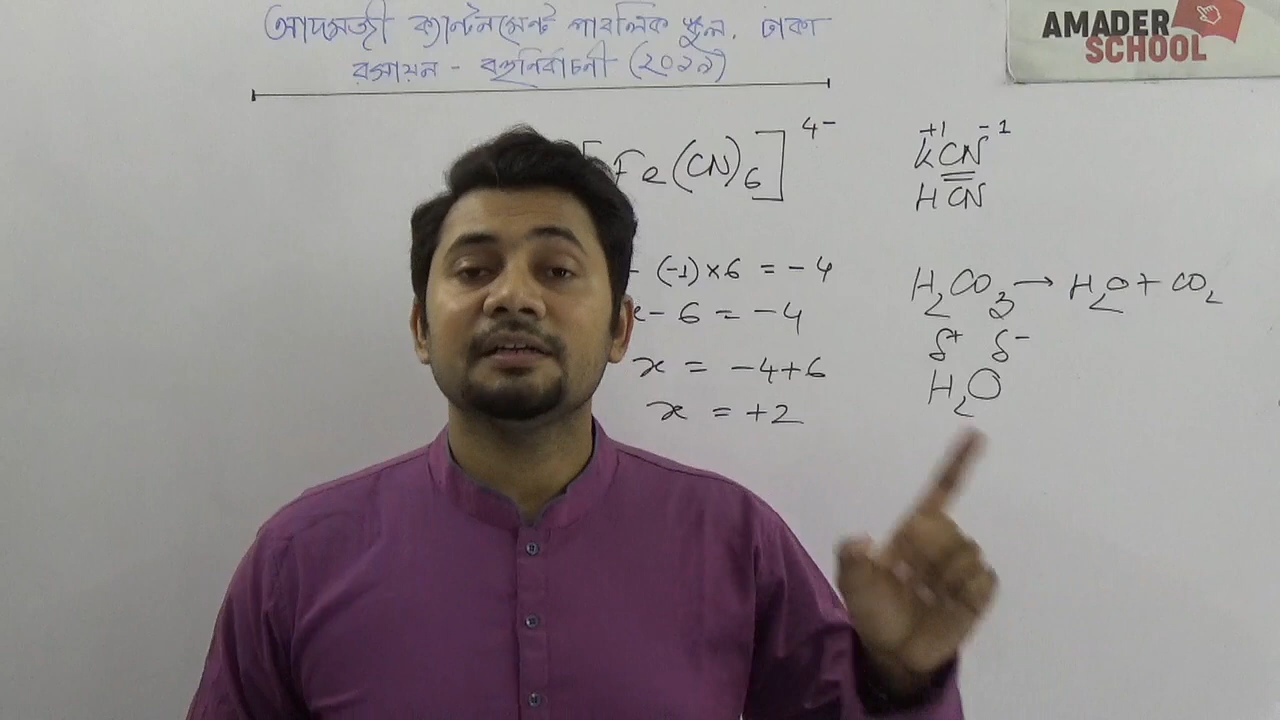 আদমজী ক্যান্টনমেন্ট পাবলিক স্কুল, ঢাকা
রসায়ন - বহুনির্বাচনী (২০১৯)
AMADER
SCHOOL
[Fe(CN)₆]⁴⁻
- (-1)×6 = -4
- 6 = -4
x = -4+6
x = +2
+1 -1
KCN
HCN
H₂CO₃ → H₂O + CO₂
δ⁺ δ⁻
H₂O